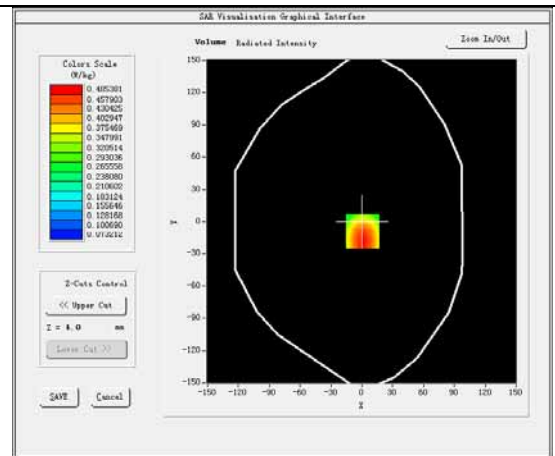 SAR Visualisation Graphical Interface
Volume Radiated Intensity
Zoom In/Out
Colors Scale
(W/kg)
0.485381
0.457903
0.430425
0.402947
0.375469
0.347991
0.320514
0.293036
0.265558
0.238080
0.210602
0.183124
0.155646
0.128168
0.100690
0.073212
Z-Cuts Control
<< Upper Cut
Z = 4.0 mm
Lower Cut >>
SAVE
Cancel
150
120
90
60
30
0
-30
-60
-90
-120
-150
Y
-150 -120 -90 -60 -30 0 30 60 90 120 150
X